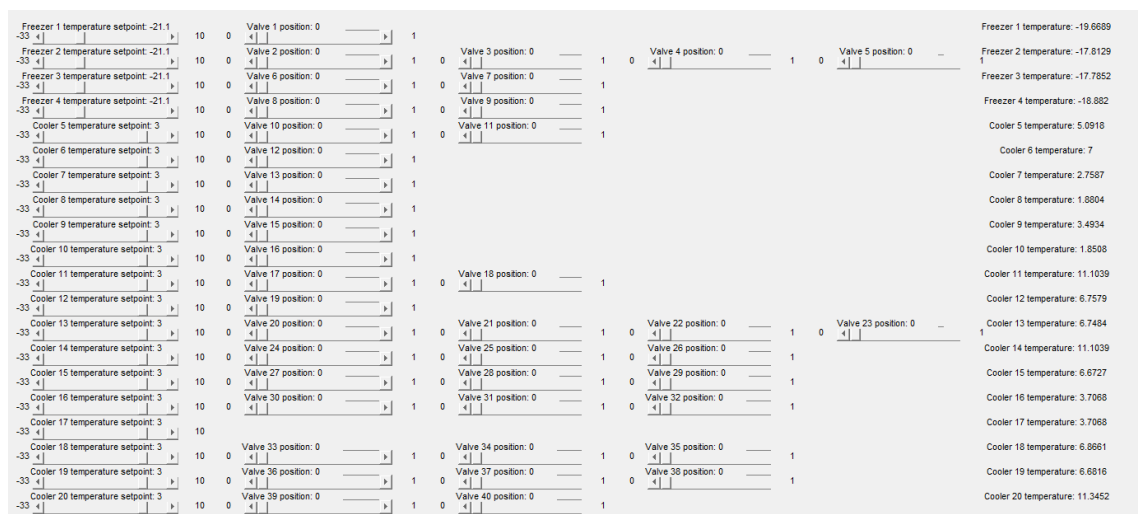 Freezer 1 temperature setpoint: -21.1 Valve 1 position: 0 Freezer 1 temperature: -19.6689
-33 10 0 1
Freezer 2 temperature setpoint: -21.1 Valve 2 position: 0 Valve 3 position: 0 Valve 4 position: 0 Valve 5 position: 0 Freezer 2 temperature: -17.8129
-33 10 0 1 0 1 0 1 0 1
Freezer 3 temperature setpoint: -21.1 Valve 6 position: 0 Valve 7 position: 0 Freezer 3 temperature: -17.7852
-33 10 0 1 0 1
Freezer 4 temperature setpoint: -21.1 Valve 8 position: 0 Valve 9 position: 0 Freezer 4 temperature: -18.882
-33 10 0 1 0 1
Cooler 5 temperature setpoint: 3 Valve 10 position: 0 Valve 11 position: 0 Cooler 5 temperature: 5.0918
-33 10 0 1 0 1
Cooler 6 temperature setpoint: 3 Valve 12 position: 0 Cooler 6 temperature: 7
-33 10 0 1
Cooler 7 temperature setpoint: 3 Valve 13 position: 0 Cooler 7 temperature: 2.7587
-33 10 0 1
Cooler 8 temperature setpoint: 3 Valve 14 position: 0 Cooler 8 temperature: 1.8804
-33 10 0 1
Cooler 9 temperature setpoint: 3 Valve 15 position: 0 Cooler 9 temperature: 3.4934
-33 10 0 1
Cooler 10 temperature setpoint: 3 Valve 16 position: 0 Cooler 10 temperature: 1.8508
-33 10 0 1
Cooler 11 temperature setpoint: 3 Valve 17 position: 0 Valve 18 position: 0 Cooler 11 temperature: 11.1039
-33 10 0 1 0 1
Cooler 12 temperature setpoint: 3 Valve 19 position: 0 Cooler 12 temperature: 6.7579
-33 10 0 1
Cooler 13 temperature setpoint: 3 Valve 20 position: 0 Valve 21 position: 0 Valve 22 position: 0 Valve 23 position: 0 Cooler 13 temperature: 6.7484
-33 10 0 1 0 1 0 1 0 1
Cooler 14 temperature setpoint: 3 Valve 24 position: 0 Valve 25 position: 0 Valve 26 position: 0 Cooler 14 temperature: 11.1039
-33 10 0 1 0 1 0 1
Cooler 15 temperature setpoint: 3 Valve 27 position: 0 Valve 28 position: 0 Valve 29 position: 0 Cooler 15 temperature: 6.6727
-33 10 0 1 0 1 0 1
Cooler 16 temperature setpoint: 3 Valve 30 position: 0 Valve 31 position: 0 Valve 32 position: 0 Cooler 16 temperature: 3.7068
-33 10 0 1 0 1 0 1
Cooler 17 temperature setpoint: 3 Cooler 17 temperature: 3.7068
-33 10
Cooler 18 temperature setpoint: 3 Valve 33 position: 0 Valve 34 position: 0 Valve 35 position: 0 Cooler 18 temperature: 6.8661
-33 10 0 1 0 1 0 1
Cooler 19 temperature setpoint: 3 Valve 36 position: 0 Valve 37 position: 0 Valve 38 position: 0 Cooler 19 temperature: 6.6816
-33 10 0 1 0 1 0 1
Cooler 20 temperature setpoint: 3 Valve 39 position: 0 Valve 40 position: 0 Cooler 20 temperature: 11.3452
-33 10 0 1 0 1